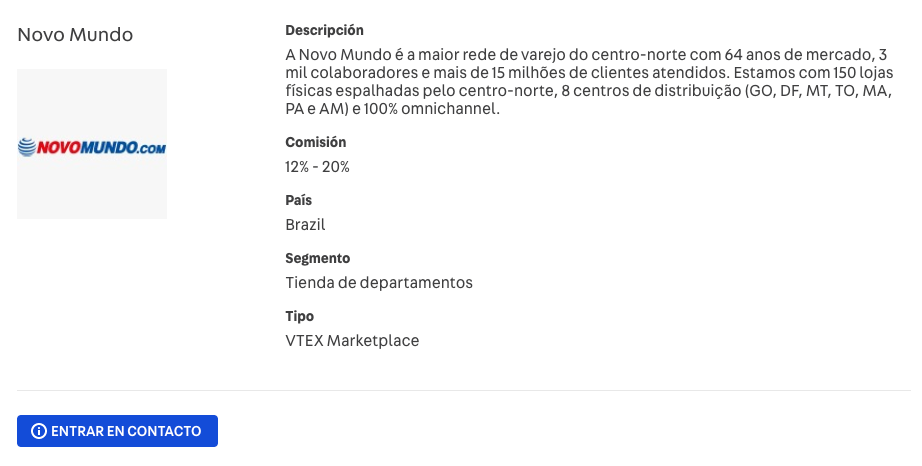 Novo Mundo
NOVOMUNDO.COM
Descripción
A Novo Mundo é a maior rede de varejo do centro-norte com 64 anos de mercado, 3
mil colaboradores e mais de 15 milhões de clientes atendidos. Estamos com 150 lojas
físicas espalhadas pelo centro-norte, 8 centros de distribuição (GO, DF, MT, TO, MA,
PA e AM) e 100% omnichannel.
Comisión
12% - 20%
País
Brazil
Segmento
Tienda de departamentos
Tipo
VTEX Marketplace
ENTRAR EN CONTACTO